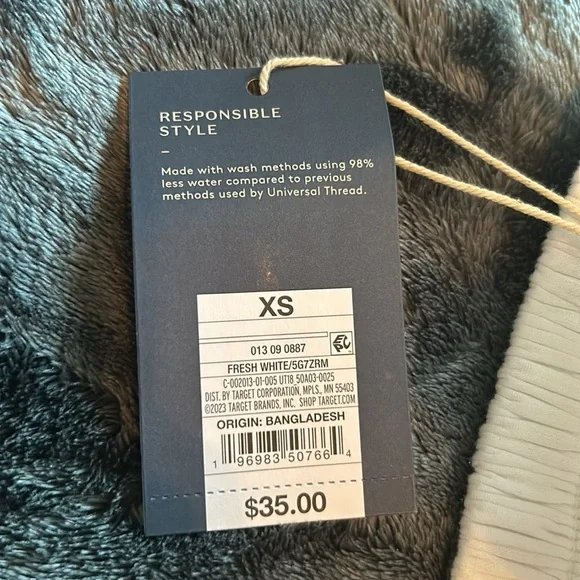 RESPONSIBLE
STYLE
–
Made with wash methods using 98%
less water compared to previous
methods used by Universal Thread.
XS
013 09 0887
FRESH WHITE/5G7ZRM
C-002013-01-005 UT18_50A03-0025
DIST. BY TARGET CORPORATION, MPLS., MN 55403
©2023 TARGET BRANDS, INC. SHOP TARGET.COM
ORIGIN: BANGLADESH
1 96983 50766 4
$35.00